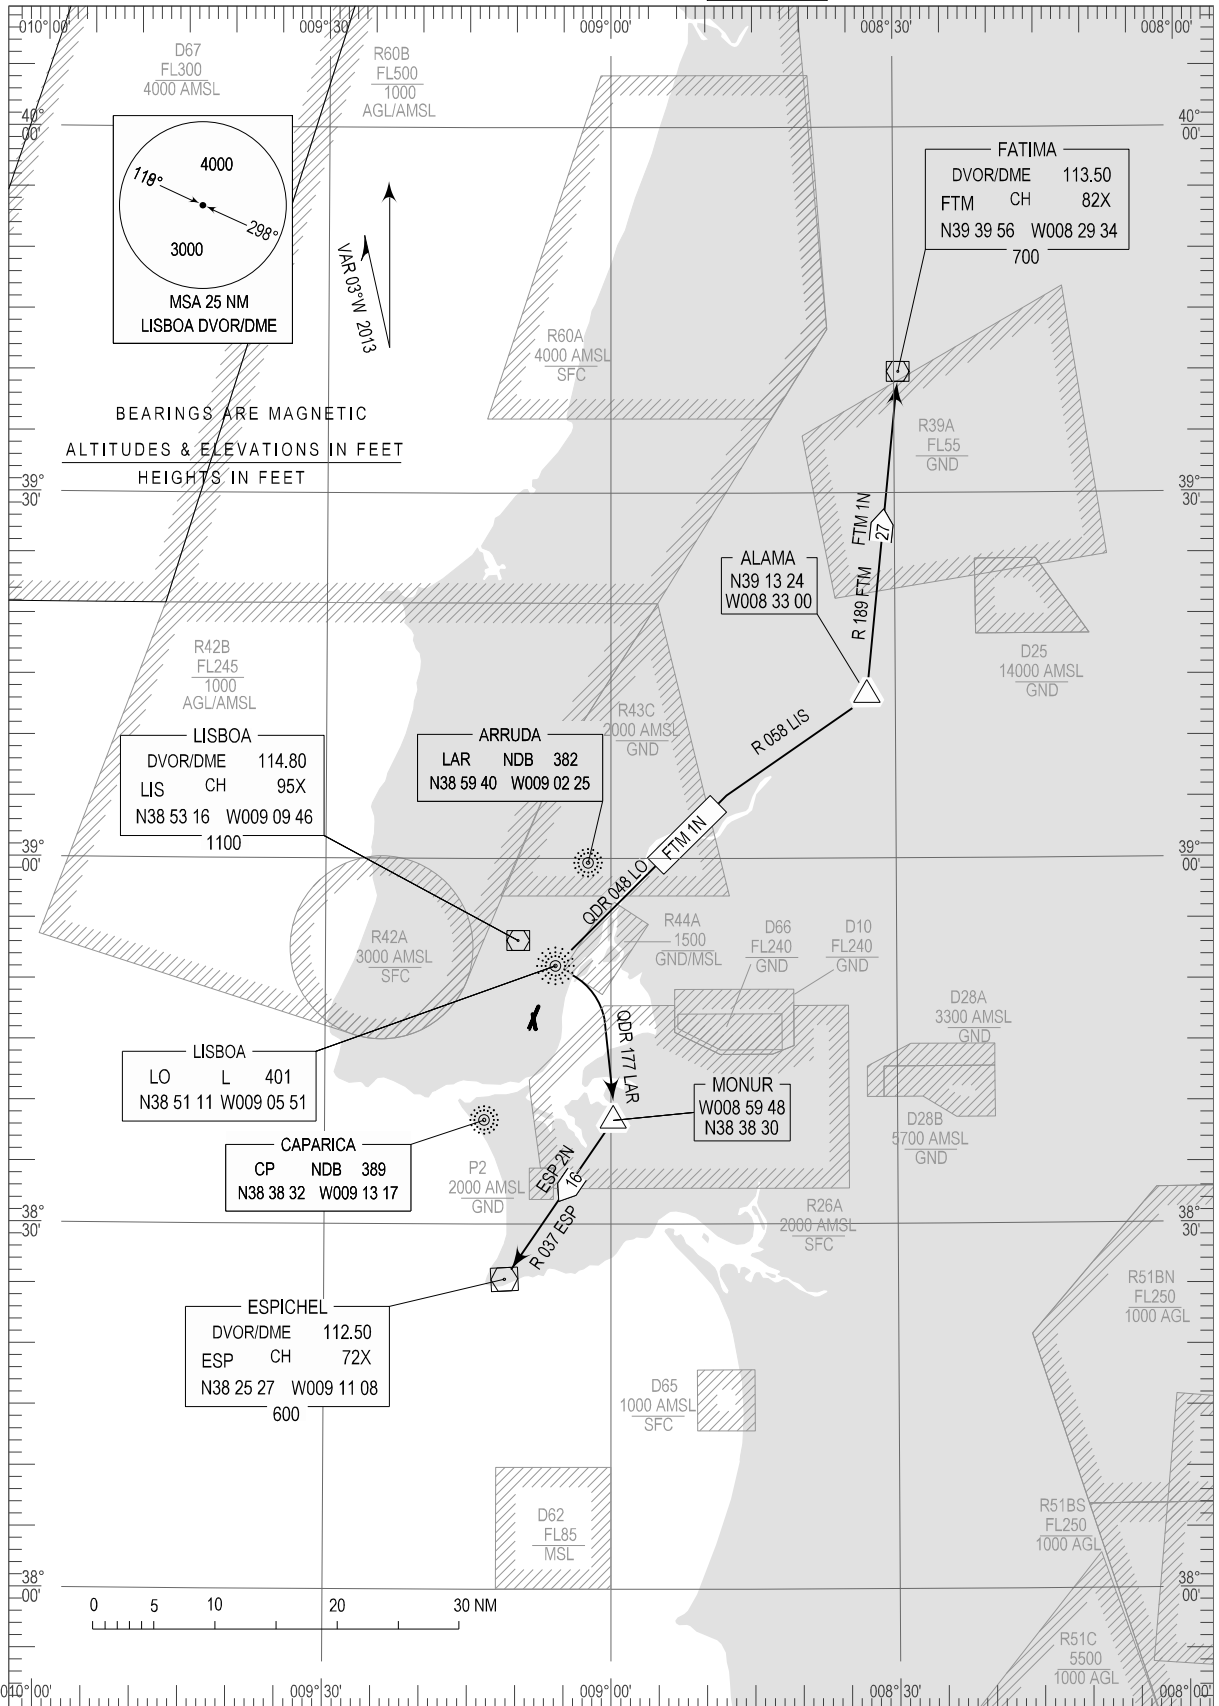 010° 00'
009° 30'
009° 00'
008° 30'
008° 00'
D67
FL300
4000 AMSL
R60B
FL500
1000
AGL/AMSL
40°
00'
40°
00'
118°
4000
298°
3000
MSA 25 NM
LISBOA DVOR/DME
VAR 03°W 2013
FATIMA
DVOR/DME 113.50
FTM CH 82X
N39 39 56 W008 29 34
700
R60A
4000 AMSL
SFC
BEARINGS ARE MAGNETIC
ALTITUDES & ELEVATIONS IN FEET
HEIGHTS IN FEET
R39A
FL55
GND
39°
30'
39°
30'
FTM 1N
27
R 189 FTM
ALAMA
N39 13 24
W008 33 00
D25
14000 AMSL
GND
R42B
FL245
1000
AGL/AMSL
R43C
2000 AMSL
GND
R 058 LIS
LISBOA
DVOR/DME 114.80
LIS CH 95X
N38 53 16 W009 09 46
1100
ARRUDA
LAR NDB 382
N38 59 40 W009 02 25
FTM 1N
39°
00'
39°
00'
QDR 048 LO
R42A
3000 AMSL
SFC
R44A
1500
GND/MSL
D66
FL240
GND
D10
FL240
GND
D28A
3300 AMSL
GND
QDR 177 LAR
LISBOA
LO L 401
N38 51 11 W009 05 51
MONUR
W008 59 48
N38 38 30
D28B
5700 AMSL
GND
CAPARICA
CP NDB 389
N38 38 32 W009 13 17
P2
2000 AMSL
GND
ESP 2N
16
R 037 ESP
R26A
2000 AMSL
SFC
38°
30'
38°
30'
R51BN
FL250
1000 AGL
ESPICHEL
DVOR/DME 112.50
ESP CH 72X
N38 25 27 W009 11 08
600
D65
1000 AMSL
SFC
D62
FL85
MSL
R51BS
FL250
1000 AGL
38°
00'
38°
00'
0 5 10 20 30 NM
R51C
5500
1000 AGL
010° 00'
009° 30'
009° 00'
008° 30'
008° 00'